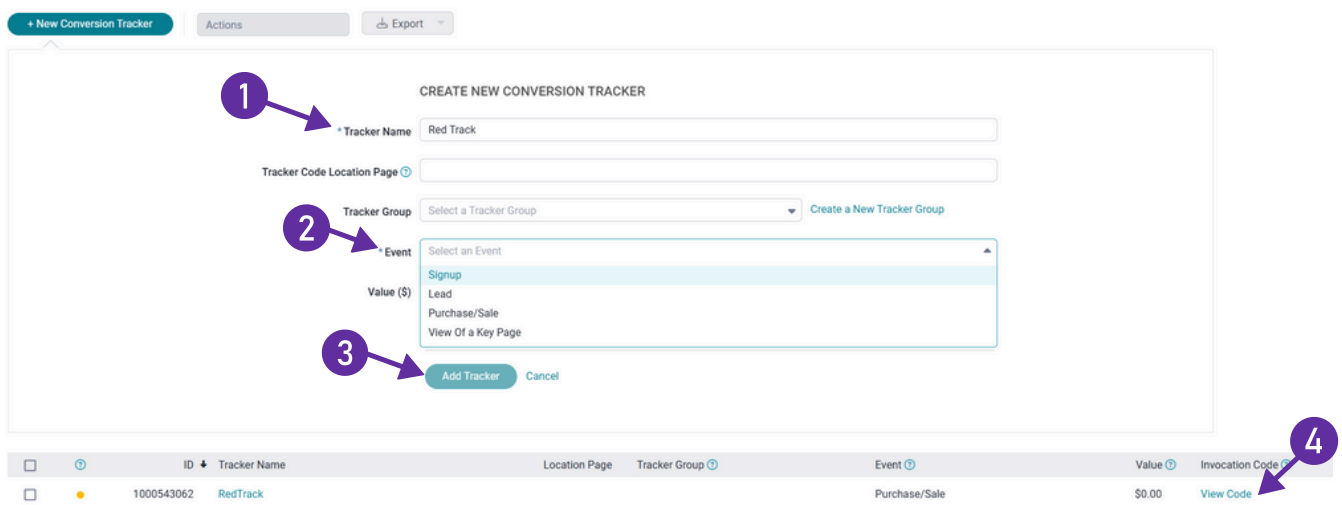 + New Conversion Tracker Actions Export
CREATE NEW CONVERSION TRACKER
1
* Tracker Name Red Track
Tracker Code Location Page ?
Tracker Group Select a Tracker Group Create a New Tracker Group
2
* Event Select an Event
Signup
Value ($) Lead
Purchase/Sale
View Of a Key Page
3
Add Tracker Cancel
4
? ID Tracker Name Location Page Tracker Group ? Event ? Value ? Invocation Code ?
1000543062 RedTrack Purchase/Sale $0.00 View Code